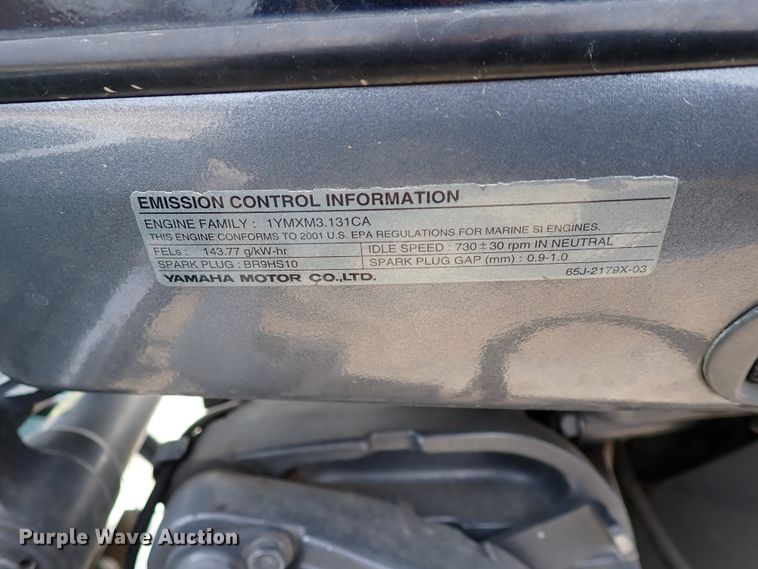 EMISSION CONTROL INFORMATION
ENGINE FAMILY : 1YMXM3.131CA
THIS ENGINE CONFORMS TO 2001 U.S. EPA REGULATIONS FOR MARINE SI ENGINES.
FELs : 143.77 g/kW-hr IDLE SPEED : 730±30 rpm IN NEUTRAL
SPARK PLUG : BR9HS10 SPARK PLUG GAP (mm) : 0.9-1.0
YAMAHA MOTOR CO.,LTD. 65J-2179X-03
Purple Wave Auction®